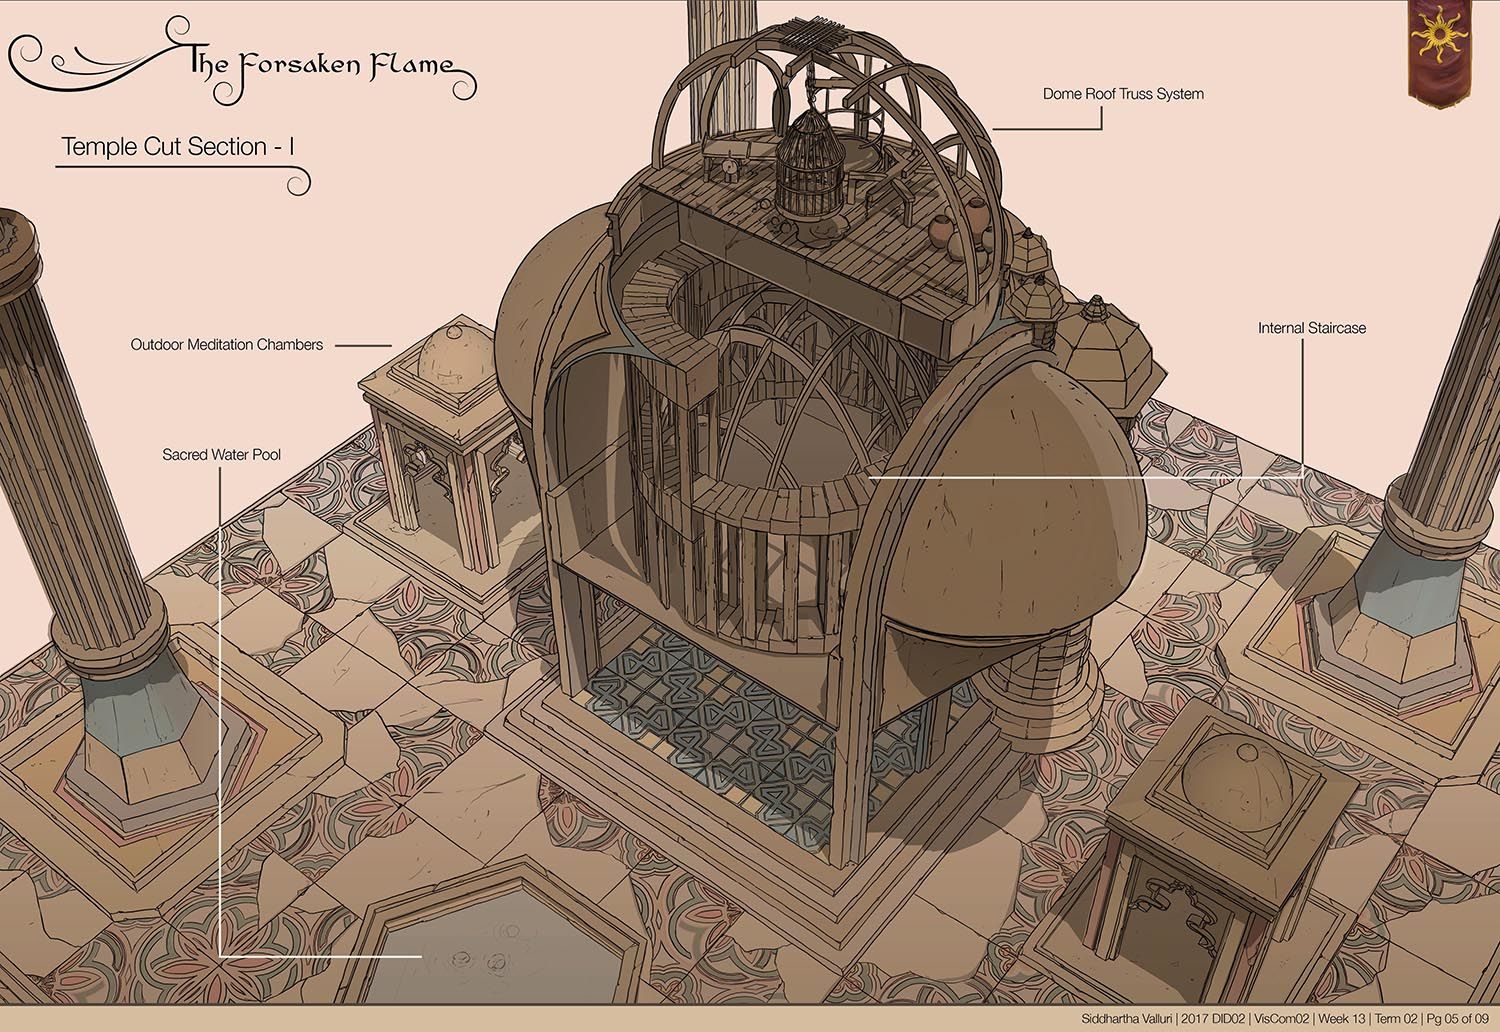 The Forsaken Flame
Temple Cut Section - I
Dome Roof Truss System
Internal Staircase
Outdoor Meditation Chambers
Sacred Water Pool
Siddhartha Valluri | 2017 DID02 | VisCom02 | Week 13 | Term 02 | Pg 05 of 09